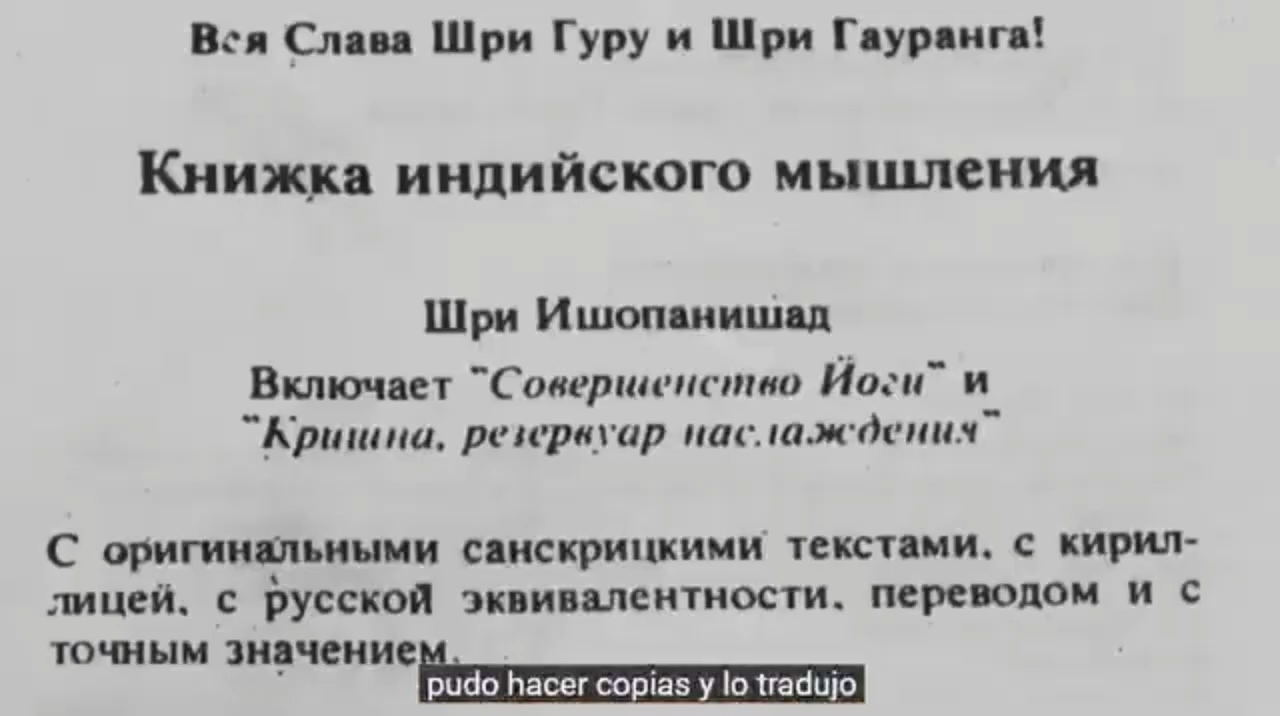 Вся Слава Шри Гуру и Шри Гауранга!
Книжка индийского мышления
Шри Ишопанишад
Включает "Совершенство Йоги" и
"Кришна, резервуар наслаждения"
С оригинальными санскрицкими текстами, с кирил-
лицей, с русской эквивалентности, переводом и с
точным значением.
pudo hacer copias y lo tradujo